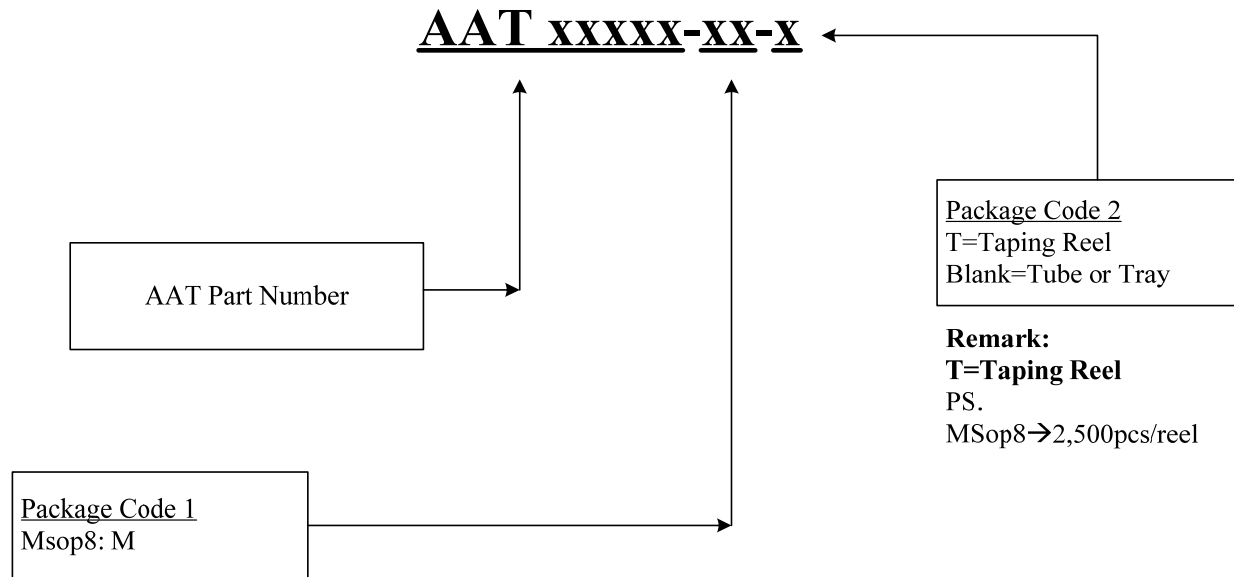 AAT xxxxx-xx-x
Package Code 2
T=Taping Reel
Blank=Tube or Tray
AAT Part Number
Remark:
T=Taping Reel
PS.
MSop8→2,500pcs/reel
Package Code 1
Msop8: M